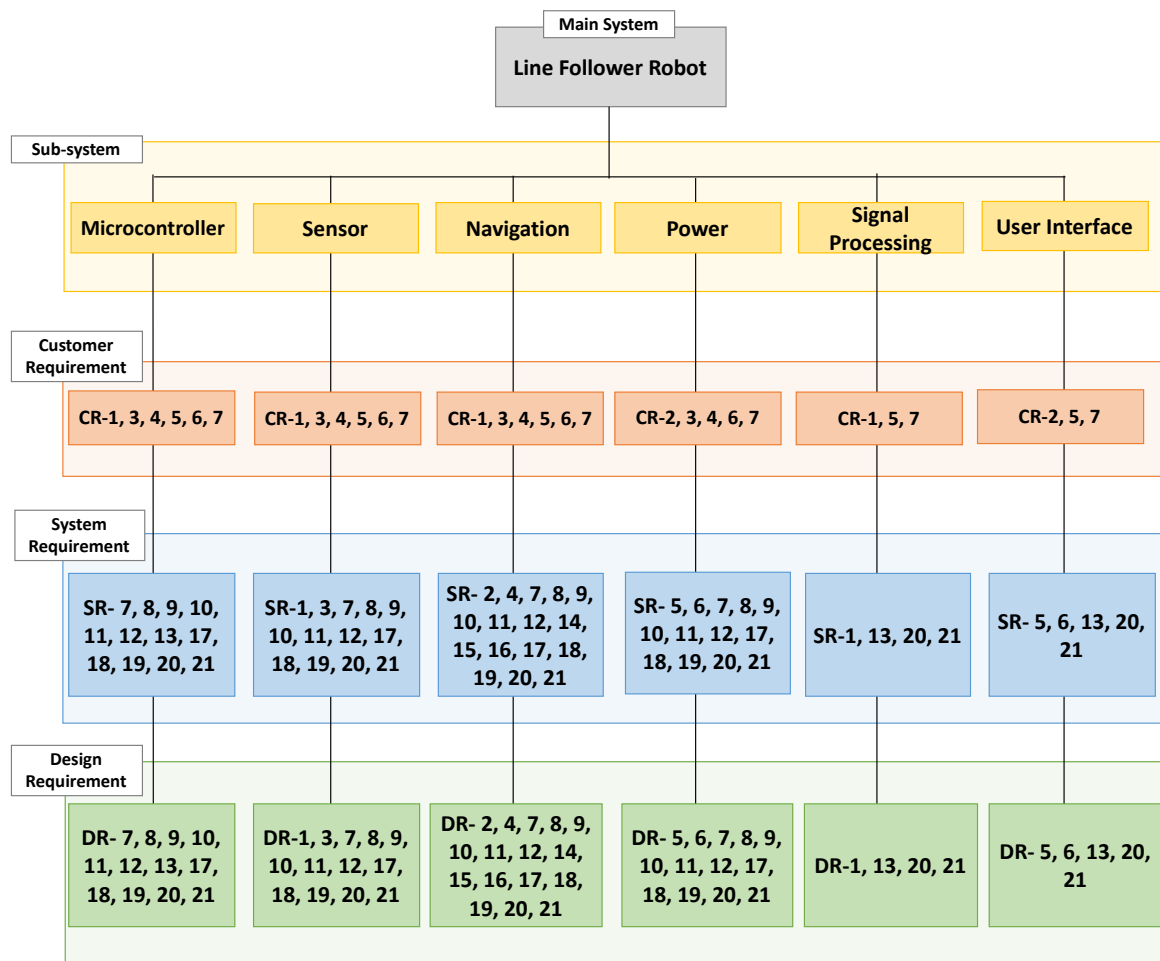 Main System
Line Follower Robot
Sub-system
Microcontroller
Sensor
Navigation
Power
Signal
Processing
User Interface
Customer
Requirement
CR-1, 3, 4, 5, 6, 7
CR-1, 3, 4, 5, 6, 7
CR-1, 3, 4, 5, 6, 7
CR-2, 3, 4, 6, 7
CR-1, 5, 7
CR-2, 5, 7
System
Requirement
SR- 7, 8, 9, 10,
11, 12, 13, 17,
18, 19, 20, 21
SR-1, 3, 7, 8, 9,
10, 11, 12, 17,
18, 19, 20, 21
SR- 2, 4, 7, 8, 9,
10, 11, 12, 14,
15, 16, 17, 18,
19, 20, 21
SR- 5, 6, 7, 8, 9,
10, 11, 12, 17,
18, 19, 20, 21
SR-1, 13, 20, 21
SR- 5, 6, 13, 20,
21
Design
Requirement
DR- 7, 8, 9, 10,
11, 12, 13, 17,
18, 19, 20, 21
DR-1, 3, 7, 8, 9,
10, 11, 12, 17,
18, 19, 20, 21
DR- 2, 4, 7, 8, 9,
10, 11, 12, 14,
15, 16, 17, 18,
19, 20, 21
DR- 5, 6, 7, 8, 9,
10, 11, 12, 17,
18, 19, 20, 21
DR-1, 13, 20, 21
DR- 5, 6, 13, 20,
21